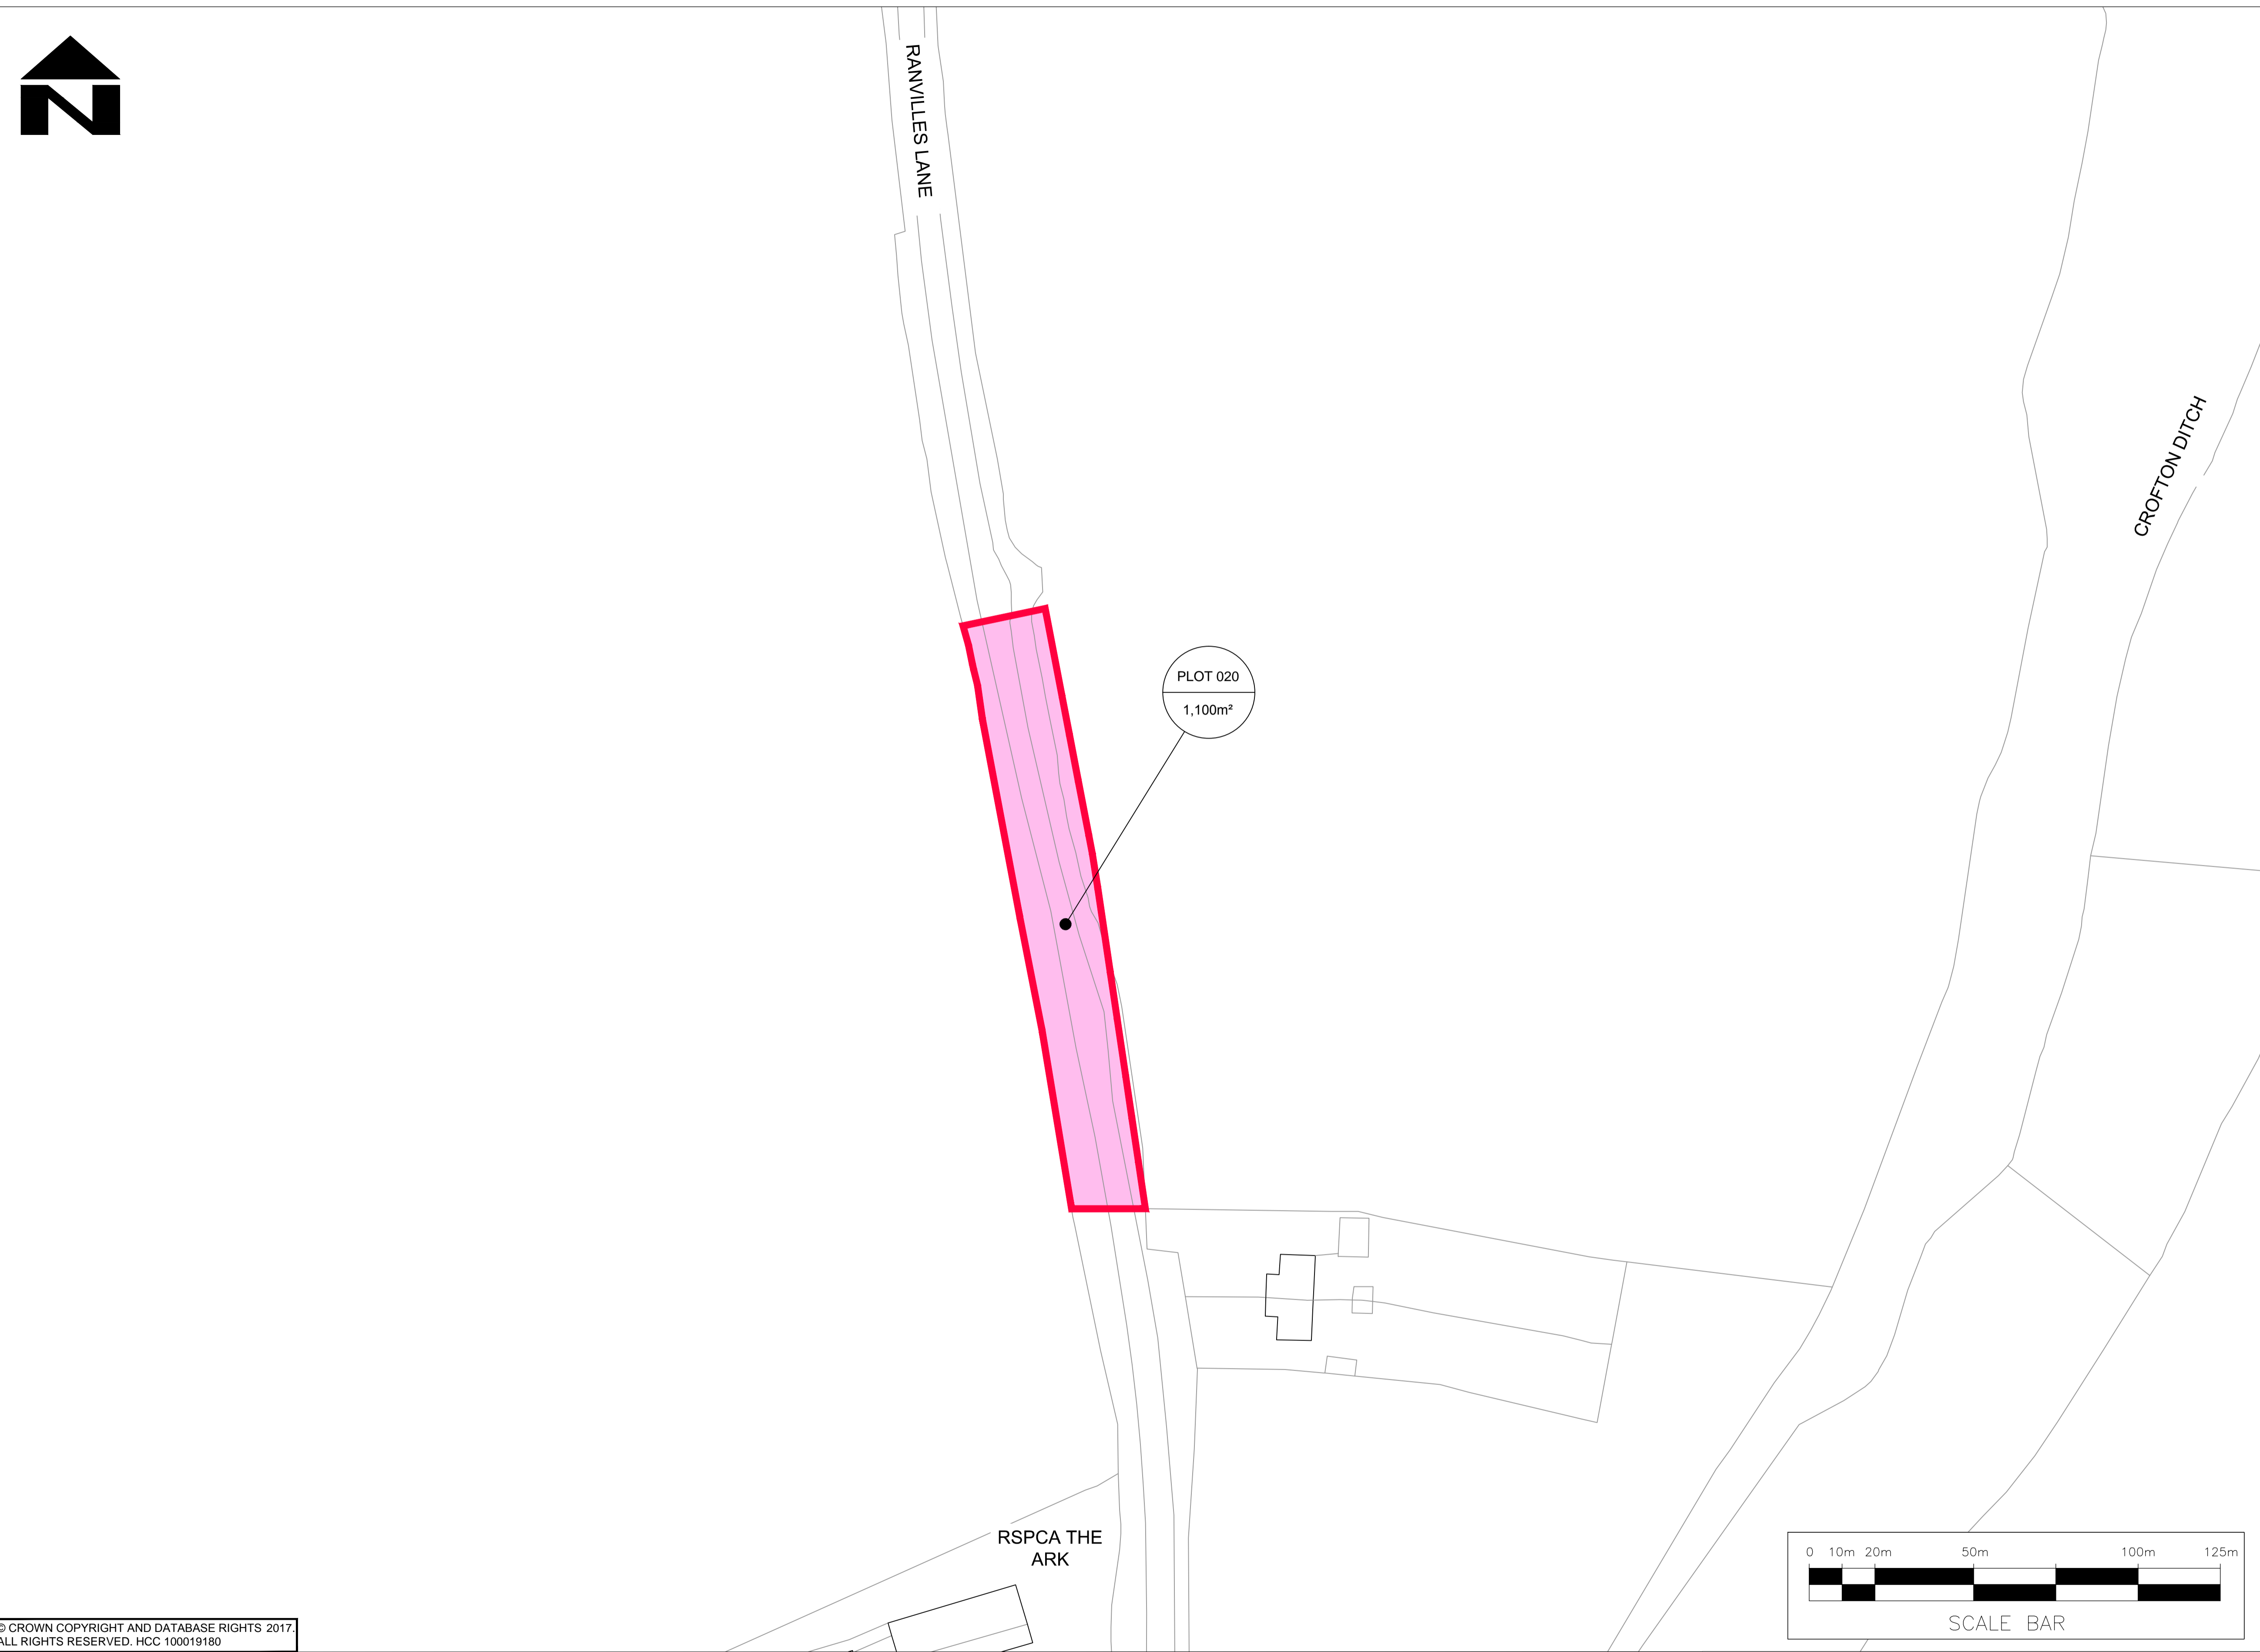 N
RANVILLES LANE
CROFTON DITCH
PLOT 020
1,100m²
RSPCA THE
ARK
0 10m 20m 50m 100m 125m
SCALE BAR
© CROWN COPYRIGHT AND DATABASE RIGHTS 2017.
ALL RIGHTS RESERVED. HCC 100019180